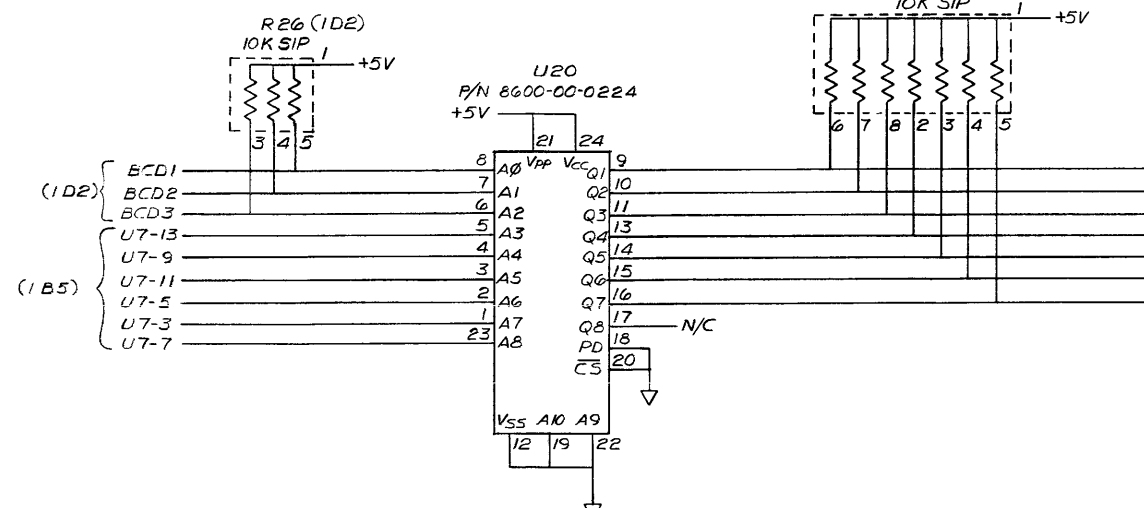 R26 (1D2)
10K SIP
1
+5V
3 4 5
U20
P/N 8600-00-0224
+5V
21 24
VPP VCC
10K SIP
1
+5V
6 7 8 2 3 4 5
(1D2)
BCD1 8 A0
BCD2 7 A1
BCD3 6 A2
(1B5)
U7-13 5 A3
U7-9 4 A4
U7-11 3 A5
U7-5 2 A6
U7-3 1 A7
U7-7 23 A8
Q1 9
Q2 10
Q3 11
Q4 13
Q5 14
Q6 15
Q7 16
Q8 17 N/C
PD 18
CS 20
VSS A10 A9
12 19 22